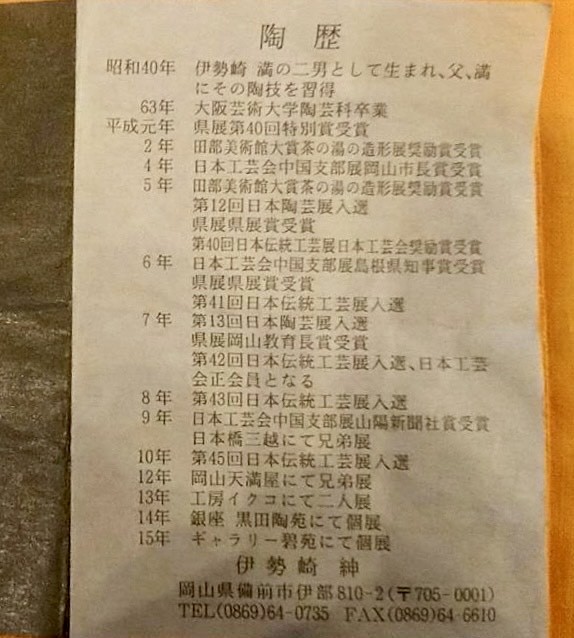 陶歴
昭和40年 伊勢崎 満の二男として生まれ、父、満
にその陶技を習得
63年 大阪芸術大学陶芸科卒業
平成元年 県展第40回特別賞受賞
2年 田部美術館大賞茶の湯の造形展奨励賞受賞
4年 日本工芸会中国支部展岡山市長賞受賞
5年 田部美術館大賞茶の湯の造形展奨励賞受賞
第12回日本陶芸展入選
県展県展賞受賞
第40回日本伝統工芸展日本工芸会奨励賞受賞
6年 日本工芸会中国支部展島根県知事賞受賞
県展県展賞受賞
第41回日本伝統工芸展入選
7年 第13回日本陶芸展入選
県展岡山教育長賞受賞
第42回日本伝統工芸展入選、日本工芸
会正会員となる
8年 第43回日本伝統工芸展入選
9年 日本工芸会中国支部展山陽新聞社賞受賞
日本橋三越にて兄弟展
10年 第45回日本伝統工芸展入選
12年 岡山天満屋にて兄弟展
13年 工房イクコにて二人展
14年 銀座 黒田陶苑にて個展
15年 ギャラリー碧苑にて個展
伊勢崎 紳
岡山県備前市伊部810-2(〒705-0001)
TEL(0869)64-0735 FAX(0869)64-6610